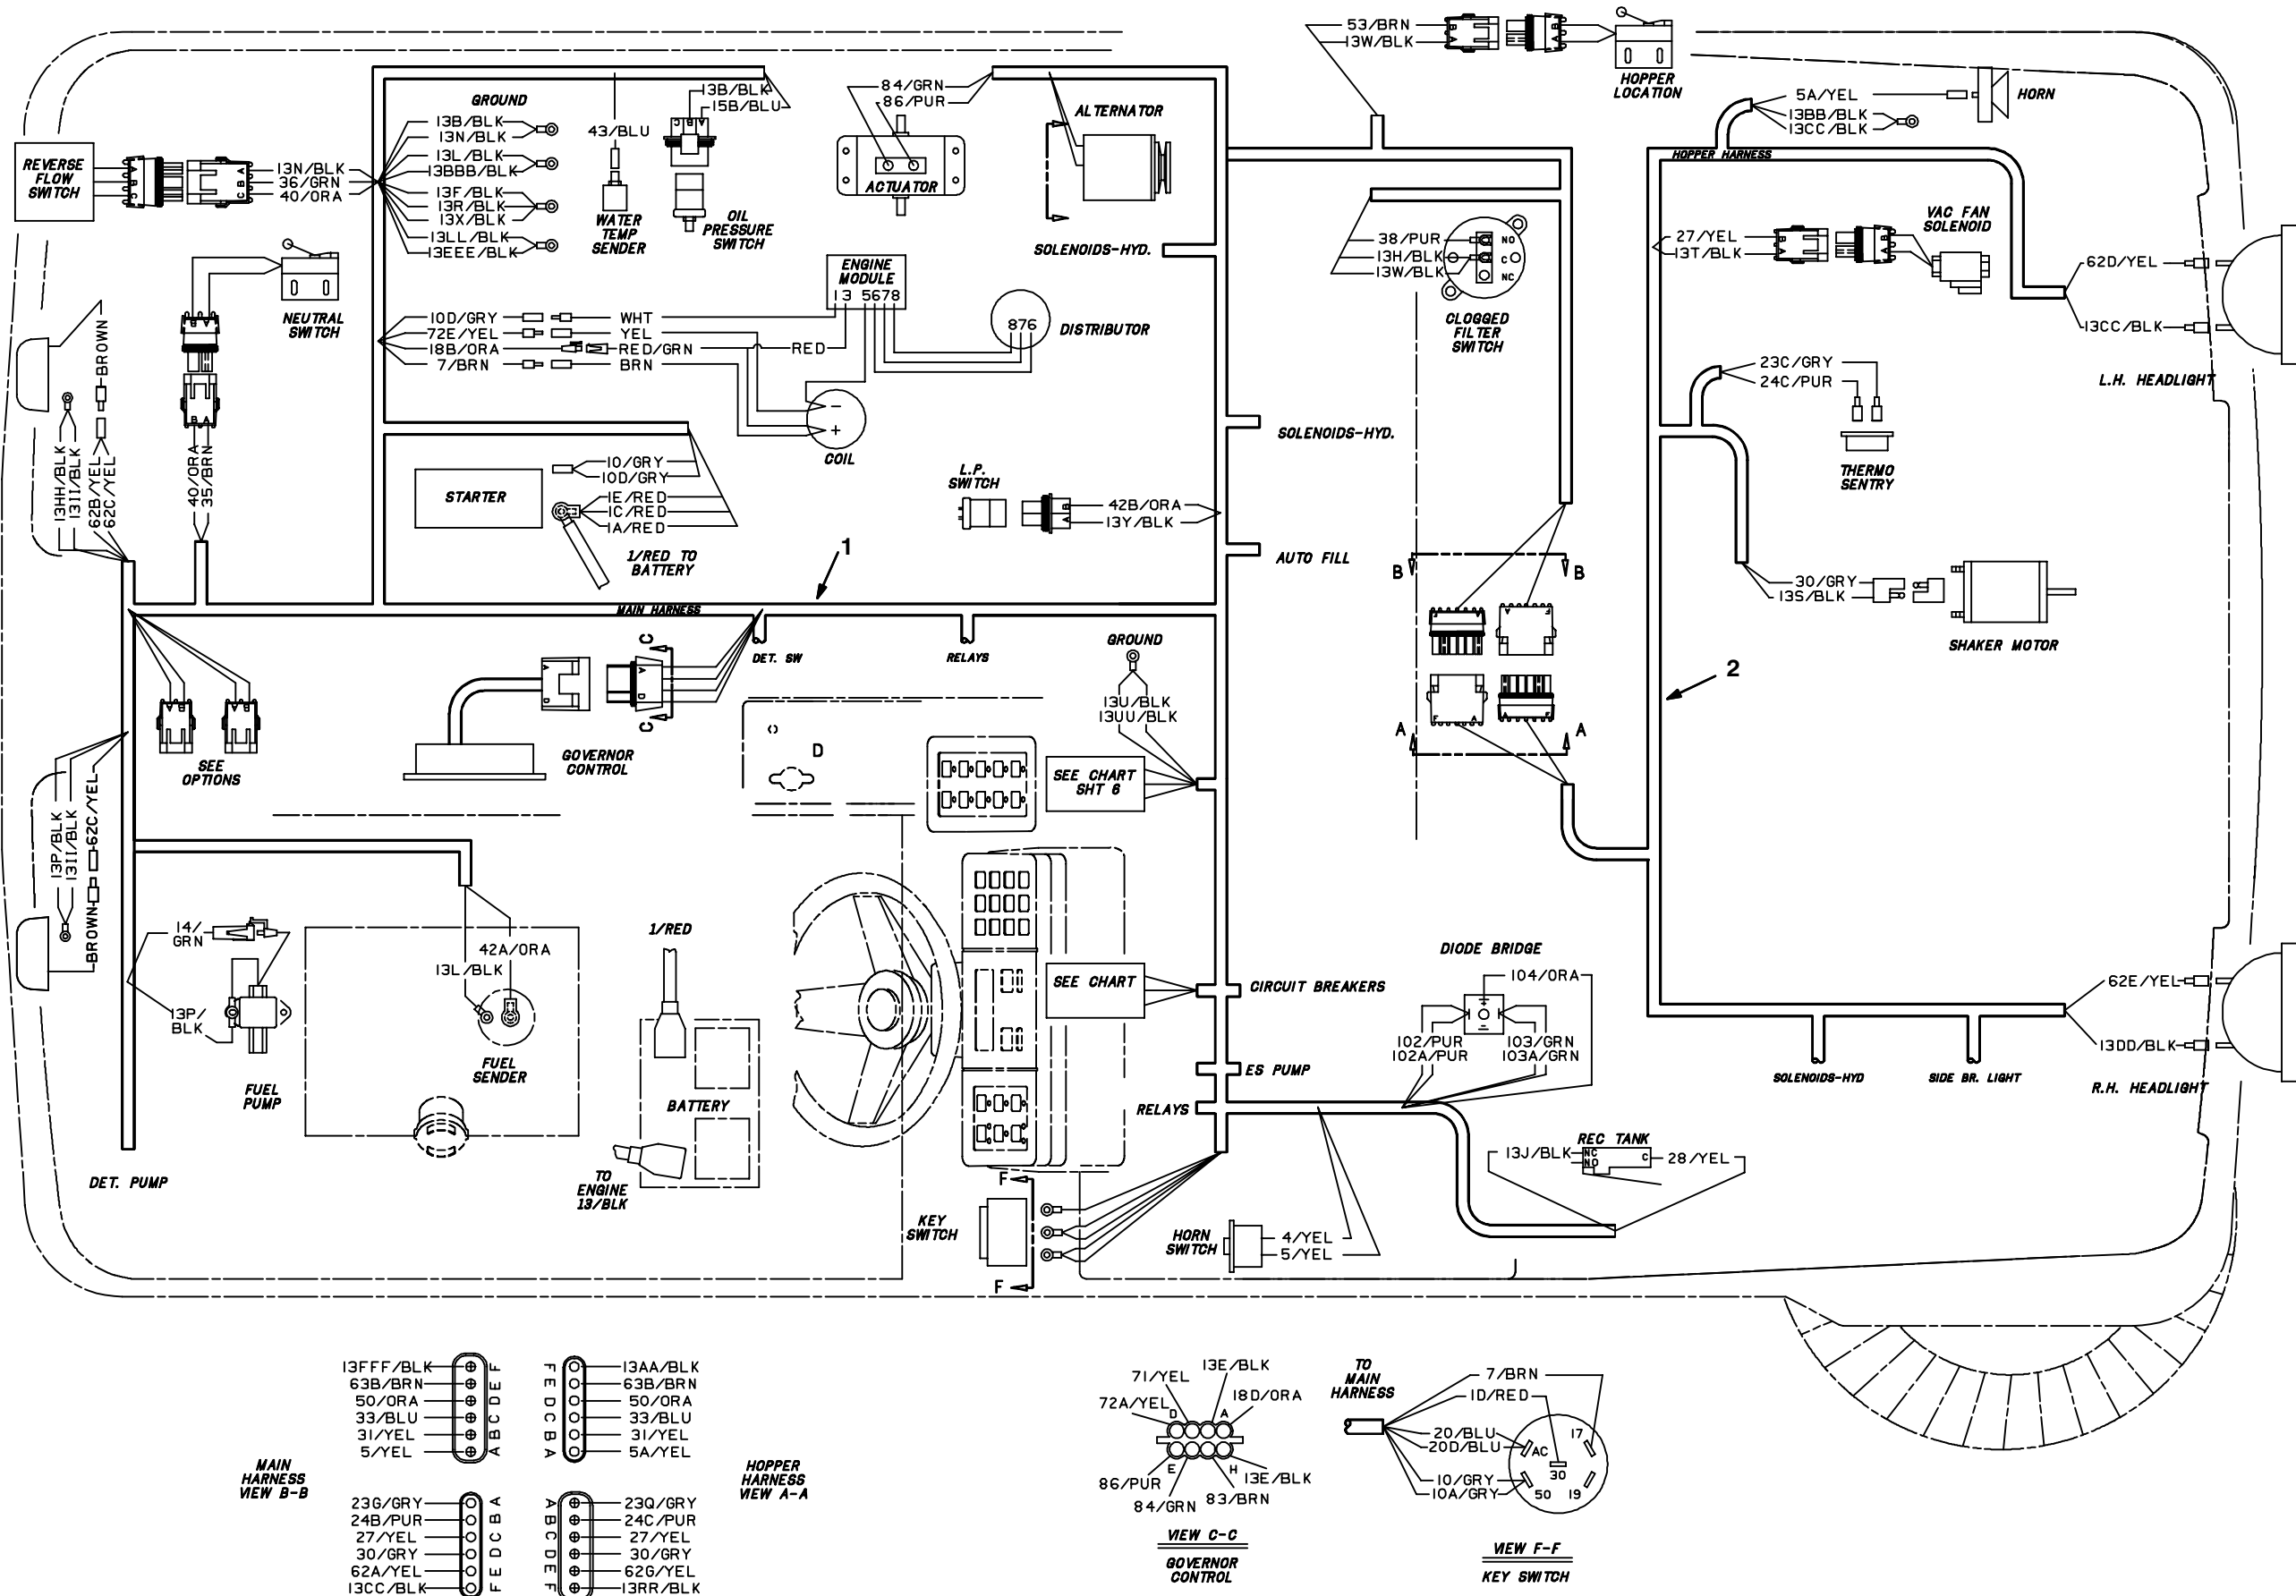 53/BRN
13W/BLK
HOPPER
LOCATION
5A/YEL
13BB/BLK
13CC/BLK
HORN
HOPPER HARNESS
REVERSE
FLOW
SWITCH
A
B
C
A
B
C
13N/BLK
36/GRN
40/ORA
GROUND
13B/BLK
13N/BLK
13L/BLK
13BBB/BLK
13F/BLK
13R/BLK
13X/BLK
13LL/BLK
13EEE/BLK
43/BLU
WATER
TEMP
SENDER
13B/BLK
15B/BLU
C B A
OIL
PRESSURE
SWITCH
84/GRN
86/PUR
ACTUATOR
ALTERNATOR
SOLENOIDS-HYD.
38/PUR
13H/BLK
13W/BLK
NO
C
NC
CLOGGED
FILTER
SWITCH
27/YEL
13T/BLK
VAC FAN
SOLENOID
62D/YEL
13CC/BLK
L.H. HEADLIGHT
NEUTRAL
SWITCH
ENGINE
MODULE
1 3 5678
876
DISTRIBUTOR
10D/GRY
WHT
72E/YEL
YEL
18B/ORA
RED/GRN
RED
7/BRN
BRN
COIL
23C/GRY
24C/PUR
THERMO
SENTRY
BROWN
13HH/BLK
13II/BLK
62B/YEL
62C/YEL
40/ORA
35/BRN
STARTER
10/GRY
10D/GRY
1E/RED
1C/RED
1A/RED
1/RED TO
BATTERY
SOLENOIDS-HYD.
L.P.
SWITCH
42B/ORA
13Y/BLK
AUTO FILL
1
B
B
30/GRY
13S/BLK
SHAKER MOTOR
MAIN HARNESS
DET. SW
RELAYS
C
C
A
D
A
D
GOVERNOR
CONTROL
SEE
OPTIONS
GROUND
13U/BLK
13UU/BLK
D
SEE CHART
SHT 6
A
A
2
13P/BLK
13II/BLK
62C/YEL
BROWN
14/
GRN
13P/
BLK
FUEL
PUMP
42A/ORA
13L/BLK
FUEL
SENDER
1/RED
BATTERY
TO
ENGINE
13/BLK
SEE CHART
CIRCUIT BREAKERS
ES PUMP
RELAYS
DIODE BRIDGE
104/ORA
102/PUR
102A/PUR
103/GRN
103A/GRN
62E/YEL
13DD/BLK
R.H. HEADLIGHT
SOLENOIDS-HYD
SIDE BR. LIGHT
DET. PUMP
REC TANK
13J/BLK
NC
NO
C
28/YEL
F
F
KEY
SWITCH
HORN
SWITCH
4/YEL
5/YEL
MAIN
HARNESS
VIEW B-B
13FFF/BLK F
63B/BRN E
50/ORA D
33/BLU C
31/YEL B
5/YEL A
23G/GRY A
24B/PUR B
27/YEL C
30/GRY D
62A/YEL E
13CC/BLK F
HOPPER
HARNESS
VIEW A-A
F 13AA/BLK
E 63B/BRN
D 50/ORA
C 33/BLU
B 31/YEL
A 5A/YEL
A 23Q/GRY
B 24C/PUR
C 27/YEL
D 30/GRY
E 62G/YEL
F 13RR/BLK
71/YEL
13E/BLK
72A/YEL
18D/ORA
D
A
E
H
86/PUR
84/GRN
83/BRN
13E/BLK
VIEW C-C
GOVERNOR
CONTROL
TO
MAIN
HARNESS
7/BRN
1D/RED
20/BLU
20D/BLU
10/GRY
10A/GRY
AC
17
30
50
19
VIEW F-F
KEY SWITCH